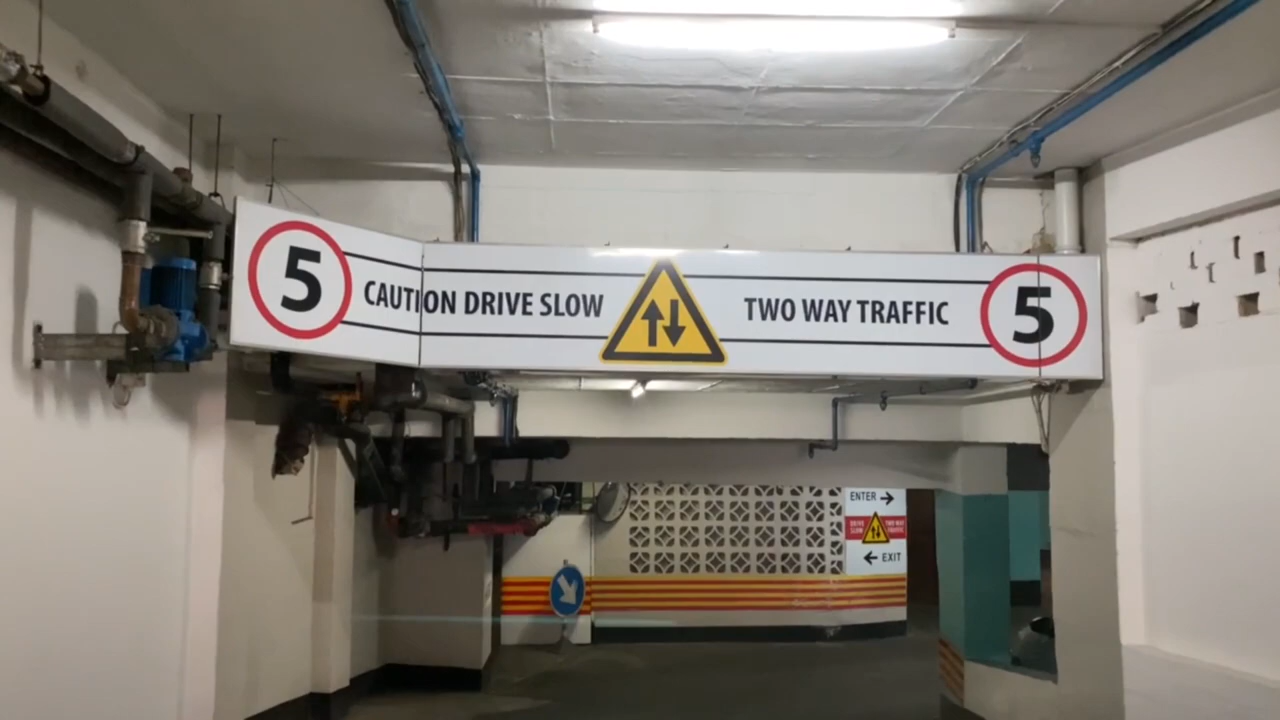 5 CAUTION DRIVE SLOW TWO WAY TRAFFIC 5
ENTER →
DRIVE SLOW TWO WAY TRAFFIC
← EXIT